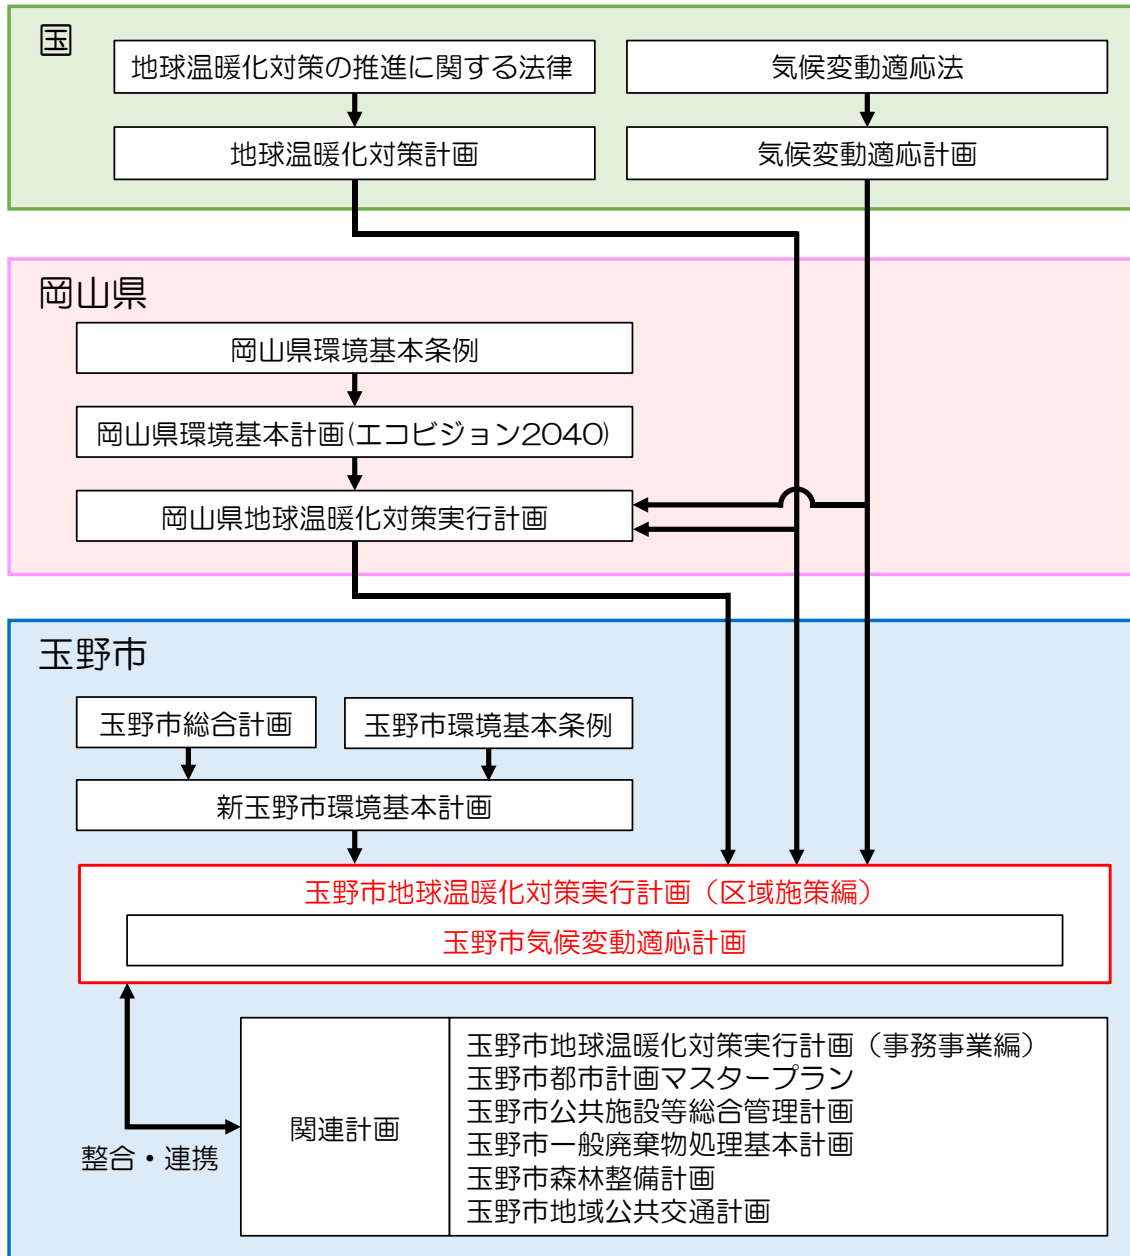 国
地球温暖化対策の推進に関する法律
気候変動適応法
地球温暖化対策計画
気候変動適応計画
岡山県
岡山県環境基本条例
岡山県環境基本計画(エコビジョン2040)
岡山県地球温暖化対策実行計画
玉野市
玉野市総合計画
玉野市環境基本条例
新玉野市環境基本計画
玉野市地球温暖化対策実行計画（区域施策編）
玉野市気候変動適応計画
整合・連携
関連計画
玉野市地球温暖化対策実行計画（事務事業編）
玉野市都市計画マスタープラン
玉野市公共施設等総合管理計画
玉野市一般廃棄物処理基本計画
玉野市森林整備計画
玉野市地域公共交通計画